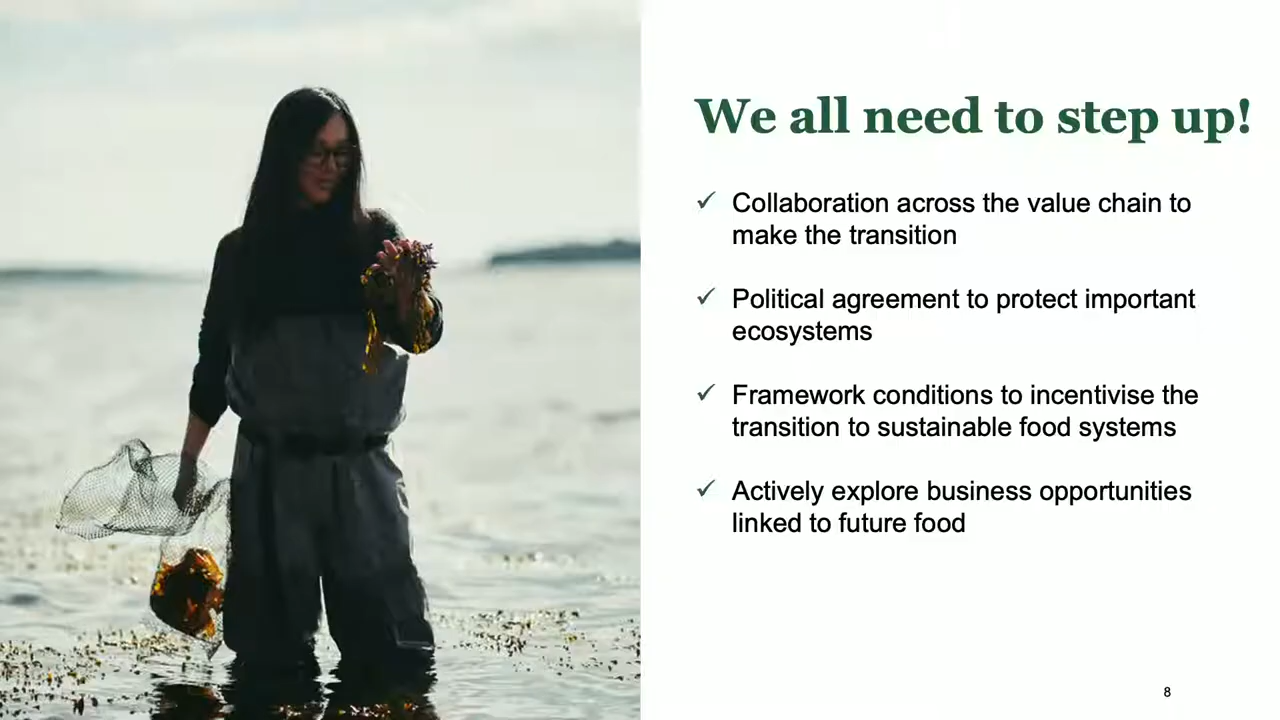 We all need to step up!
✓ Collaboration across the value chain to
make the transition
✓ Political agreement to protect important
ecosystems
✓ Framework conditions to incentivise the
transition to sustainable food systems
✓ Actively explore business opportunities
linked to future food
8